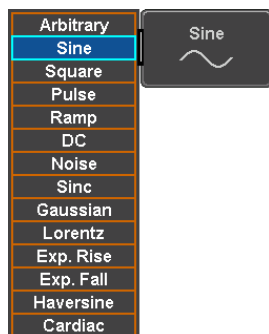 Arbitrary
Sine
Square
Pulse
Ramp
DC
Noise
Sinc
Gaussian
Lorentz
Exp. Rise
Exp. Fall
Haversine
Cardiac
Sine